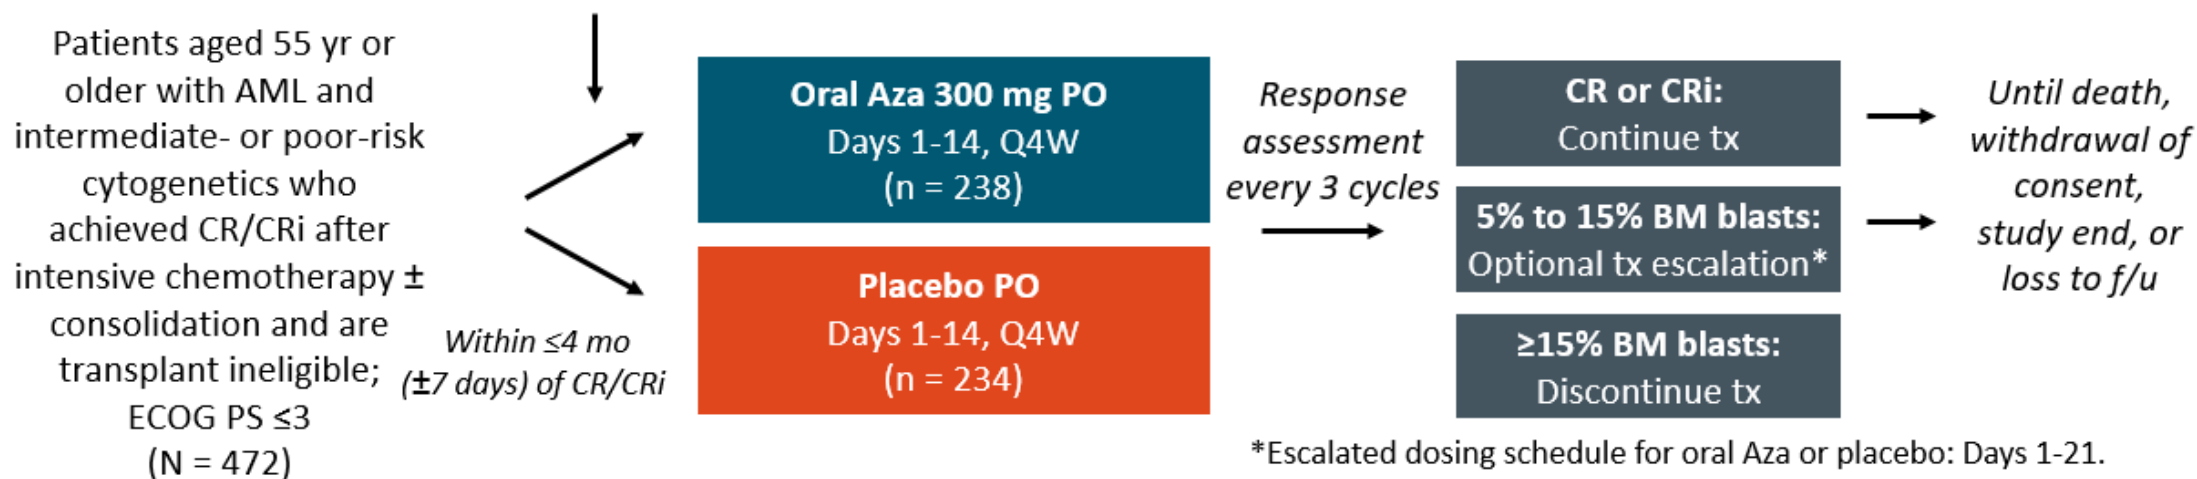 Patients aged 55 yr or
older with AML and
intermediate- or poor-risk
cytogenetics who
achieved CR/CRi after
intensive chemotherapy ±
consolidation and are
transplant ineligible;
ECOG PS ≤3
(N = 472)
Within ≤4 mo
(±7 days) of CR/CRi
Oral Aza 300 mg PO
Days 1-14, Q4W
(n = 238)
Placebo PO
Days 1-14, Q4W
(n = 234)
Response
assessment
every 3 cycles
CR or CRi:
Continue tx
5% to 15% BM blasts:
Optional tx escalation*
≥15% BM blasts:
Discontinue tx
Until death,
withdrawal of
consent,
study end, or
loss to f/u
*Escalated dosing schedule for oral Aza or placebo: Days 1-21.